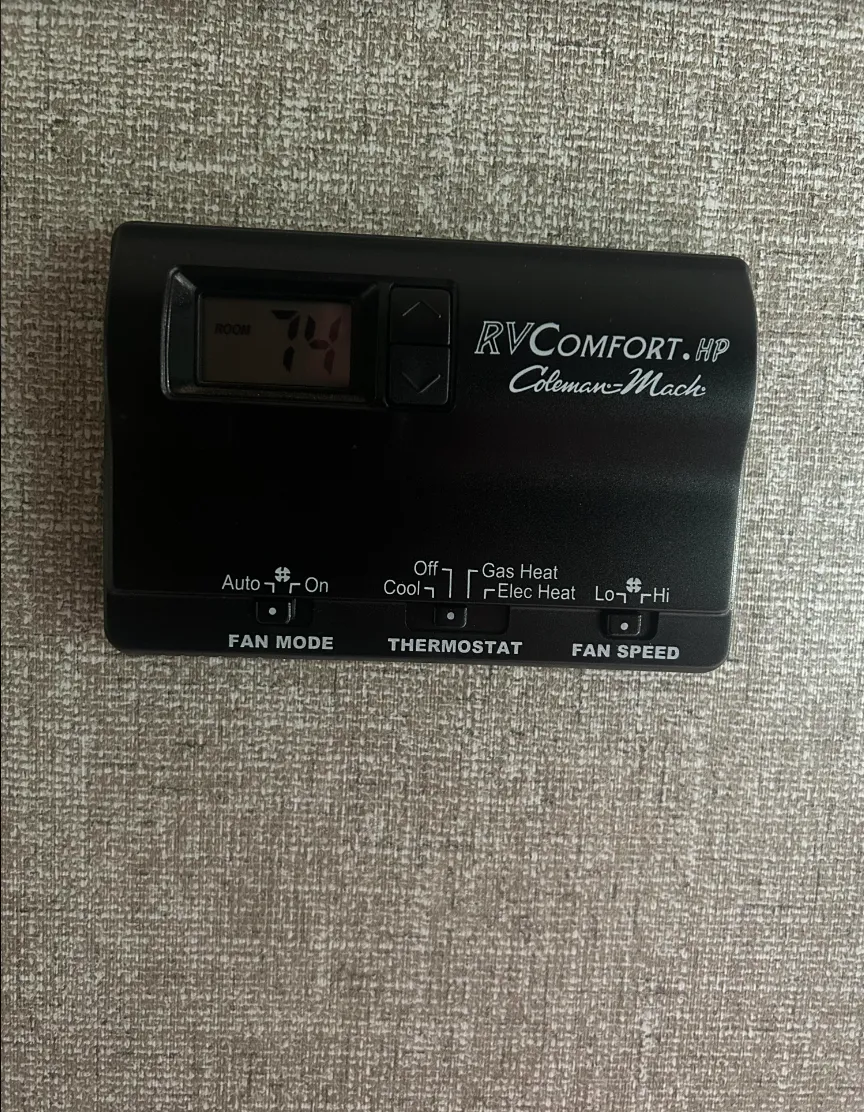 ROOM 74
RVCOMFORT.HP
Coleman-Mach
Off Gas Heat
Auto On Cool Elec Heat Lo Hi
FAN MODE THERMOSTAT FAN SPEED